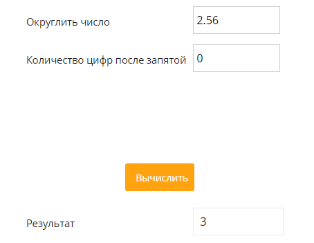 Округлить число 2.56
Количество цифр после запятой 0
Вычислить
Результат 3